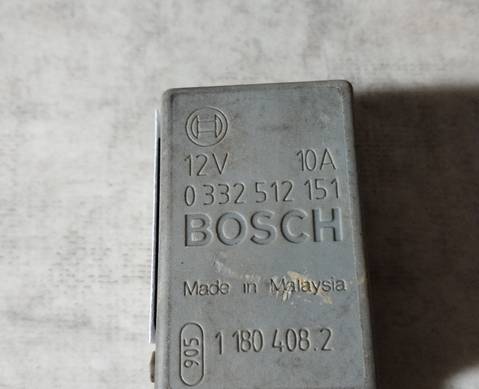 12V 10A
0 332 512 151
BOSCH
Made in Malaysia
905 1 180 408.2